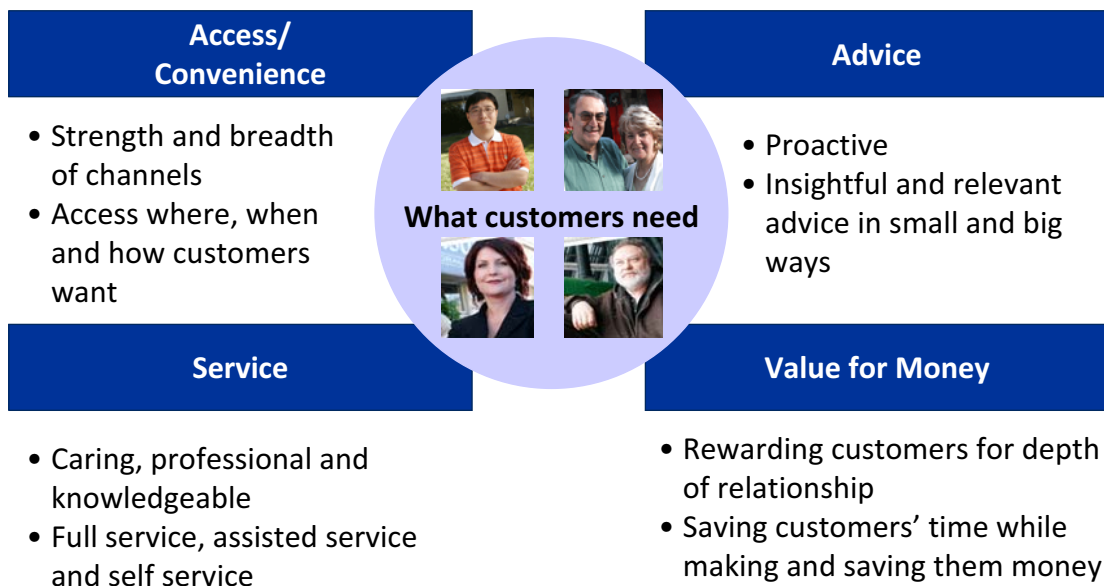 Access/
Convenience
• Strength and breadth
of channels
• Access where, when
and how customers
want
What customers need
Advice
• Proactive
• Insightful and relevant
advice in small and big
ways
Service
• Caring, professional and
knowledgeable
• Full service, assisted service
and self service
Value for Money
• Rewarding customers for depth
of relationship
• Saving customers’ time while
making and saving them money